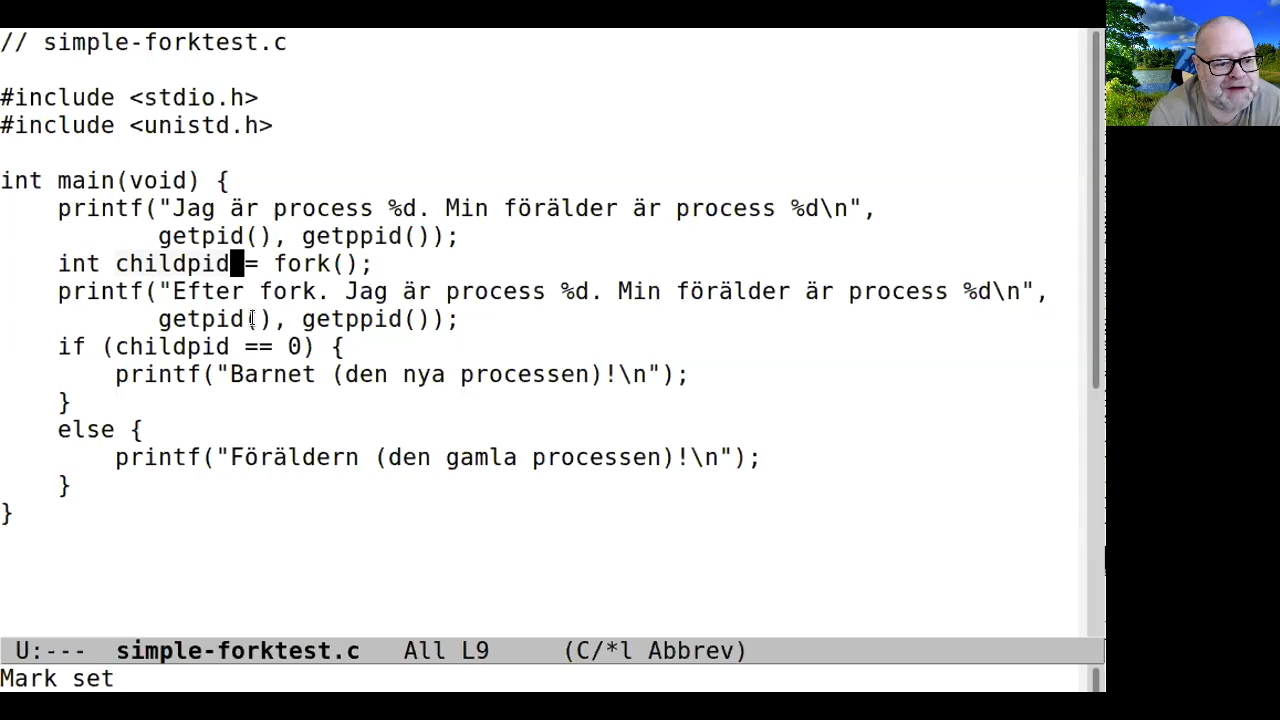 // simple-forktest.c
#include <stdio.h>
#include <unistd.h>
int main(void) {
    printf("Jag är process %d. Min förälder är process %d\n",
           getpid(), getppid());
    int childpid = fork();
    printf("Efter fork. Jag är process %d. Min förälder är process %d\n",
           getpid(), getppid());
    if (childpid == 0) {
        printf("Barnet (den nya processen)!\n");
    }
    else {
        printf("Föräldern (den gamla processen)!\n");
    }
}
U:--- simple-forktest.c All L9 (C/*l Abbrev)
Mark set